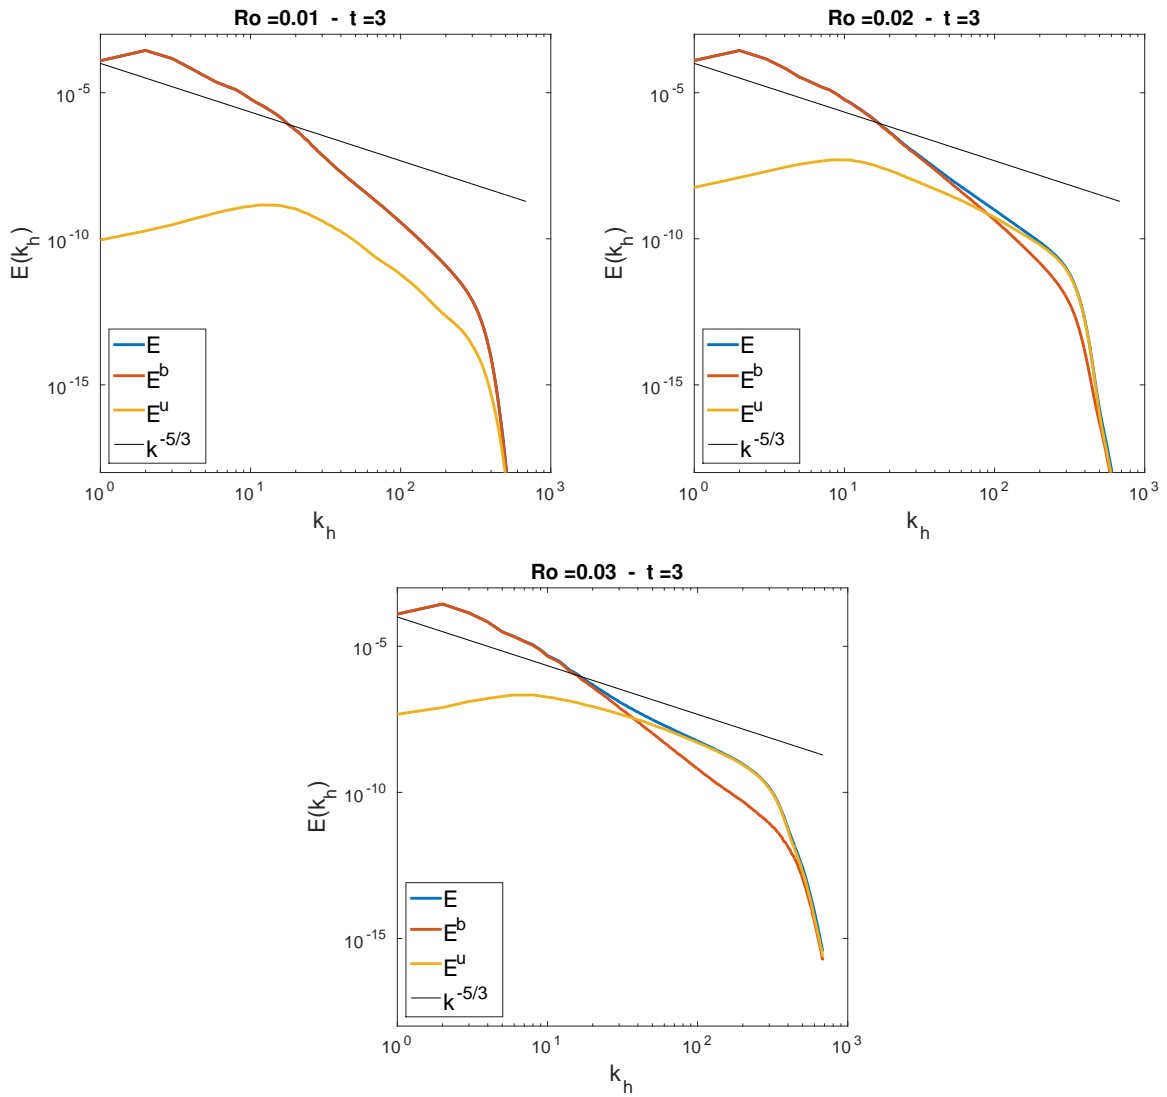 Ro =0.01 - t =3
10^-5
10^-10
10^-15
E(k_h)
E
E^b
E^u
k^-5/3
10^0 10^1 10^2 10^3
k_h
Ro =0.02 - t =3
10^-5
10^-10
10^-15
E(k_h)
E
E^b
E^u
k^-5/3
10^0 10^1 10^2 10^3
k_h
Ro =0.03 - t =3
10^-5
10^-10
10^-15
E(k_h)
E
E^b
E^u
k^-5/3
10^0 10^1 10^2 10^3
k_h